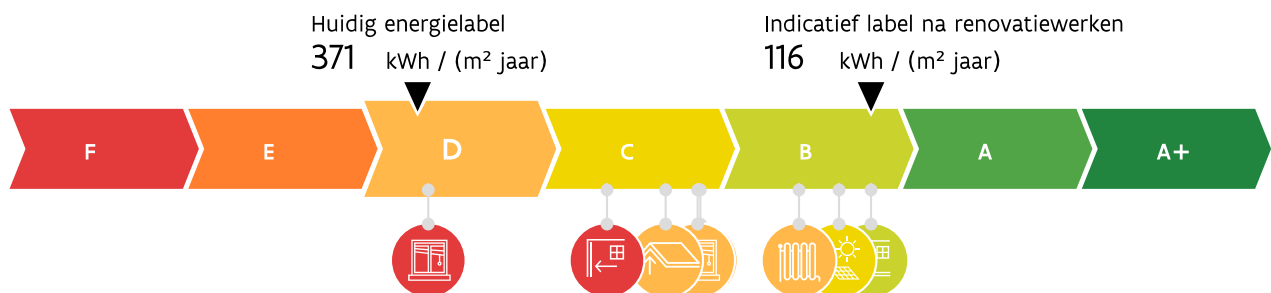 Huidig energielabel
371 kWh / (m² jaar)
Indicatief label na renovatiewerken
116 kWh / (m² jaar)
F E D C B A A+